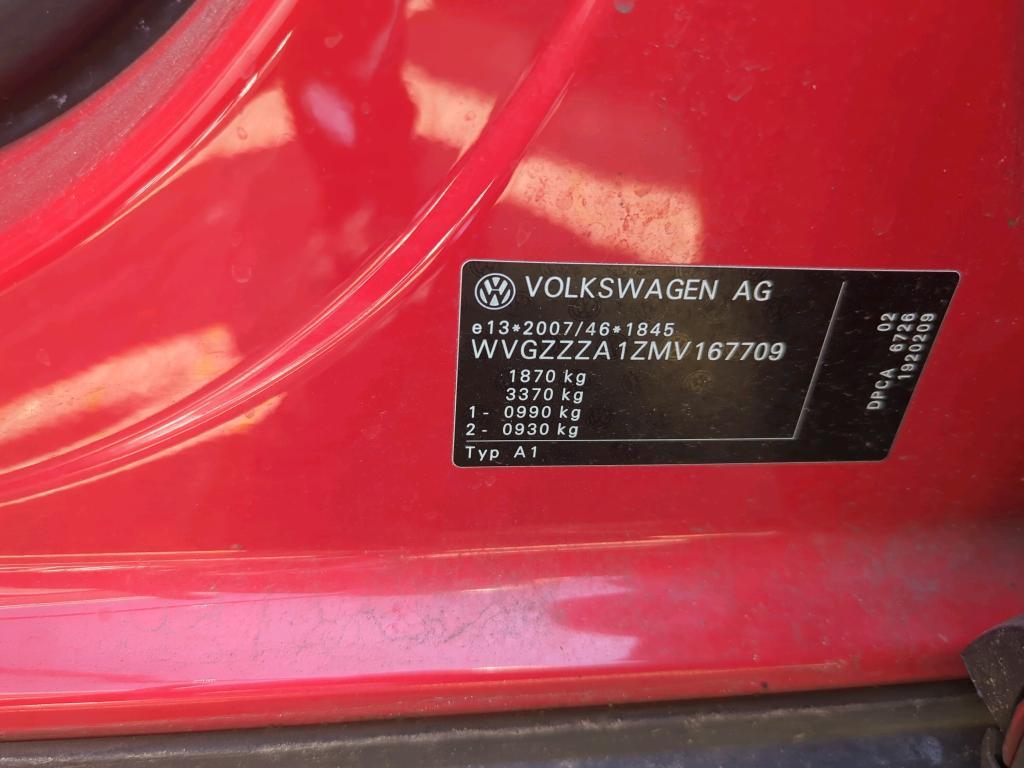 VOLKSWAGEN AG
e13*2007/46*1845
WVGZZZA1ZMV167709
1870 kg
3370 kg
1- 0990 kg
2- 0930 kg
Typ A1
DPCA 6726 02
1920209